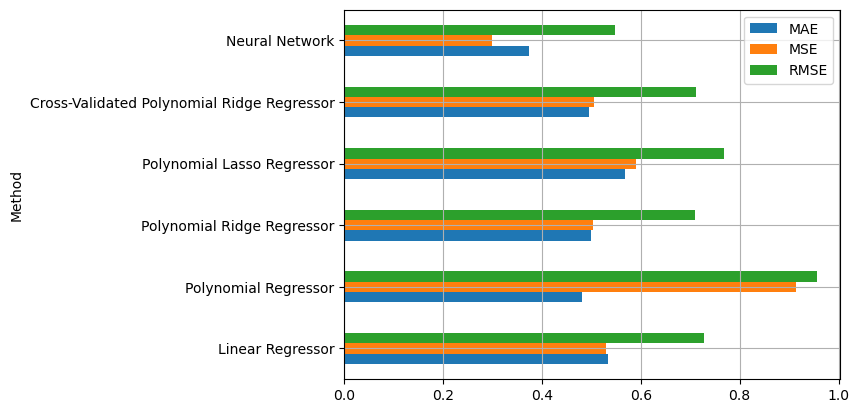 MAE
MSE
RMSE
Method
Neural Network
Cross-Validated Polynomial Ridge Regressor
Polynomial Lasso Regressor
Polynomial Ridge Regressor
Polynomial Regressor
Linear Regressor
0.0 0.2 0.4 0.6 0.8 1.0